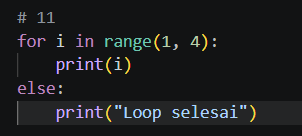 # 11
for i in range(1, 4):
    print(i)
else:
    print("Loop selesai")